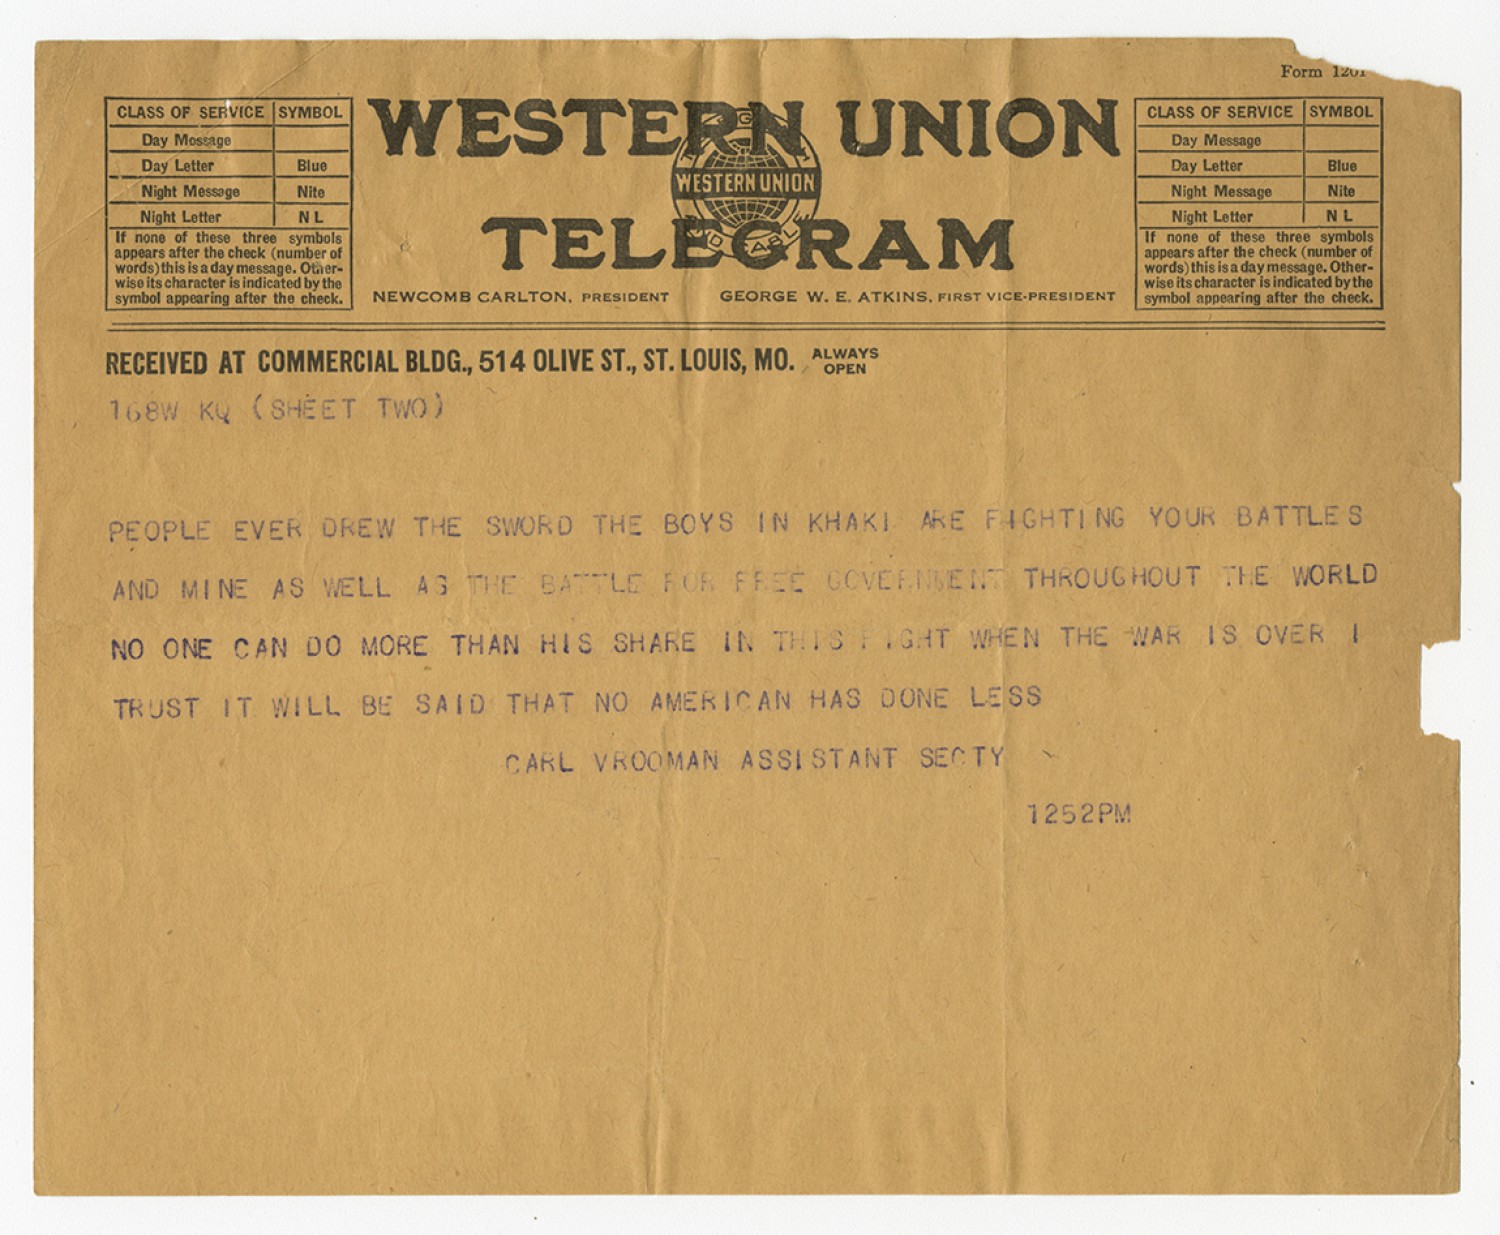 Form 1201
CLASS OF SERVICE SYMBOL
Day Message
Day Letter Blue
Night Message Nite
Night Letter N L
If none of these three symbols
appears after the check (number of
words) this is a day message. Other-
wise its character is indicated by the
symbol appearing after the check.
WESTERN UNION
WESTERN UNION
TELEGRAM
NEWCOMB CARLTON, PRESIDENT GEORGE W. E. ATKINS, FIRST VICE-PRESIDENT
CLASS OF SERVICE SYMBOL
Day Message
Day Letter Blue
Night Message Nite
Night Letter N L
If none of these three symbols
appears after the check (number of
words) this is a day message. Other-
wise its character is indicated by the
symbol appearing after the check.
RECEIVED AT COMMERCIAL BLDG., 514 OLIVE ST., ST. LOUIS, MO. ALWAYS OPEN
168W KQ (SHEET TWO)
PEOPLE EVER DREW THE SWORD THE BOYS IN KHAKI ARE FIGHTING YOUR BATTLES
AND MINE AS WELL AS THE BATTLE FOR FREE GOVERNMENT THROUGHOUT THE WORLD
NO ONE CAN DO MORE THAN HIS SHARE IN THIS FIGHT WHEN THE WAR IS OVER I
TRUST IT WILL BE SAID THAT NO AMERICAN HAS DONE LESS
CARL VROOMAN ASSISTANT SECTY
1252PM